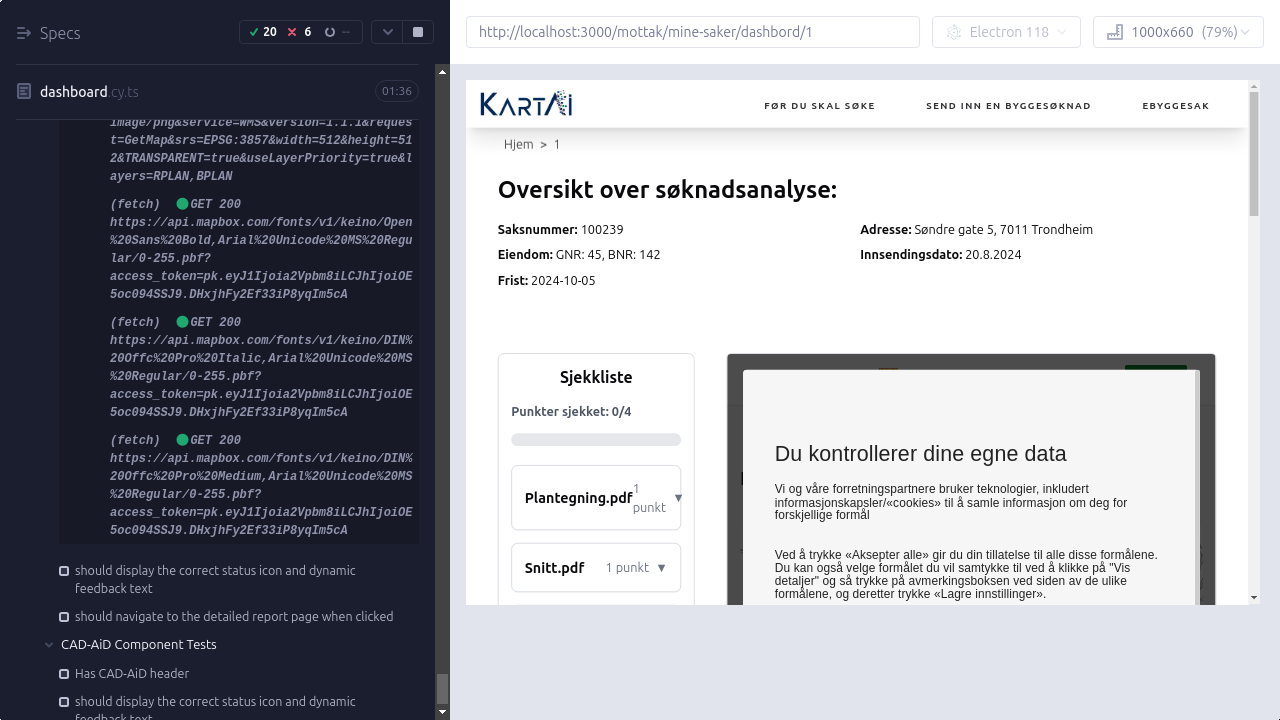 Specs
20
6
--
http://localhost:3000/mottak/mine-saker/dashbord/1
Electron 118
1000x660 (79%)
dashboard.cy.ts
01:36
image/png&service=WMS&version=1.1.1&reques
t=GetMap&srs=EPSG:3857&width=512&height=51
2&TRANSPARENT=true&useLayerPriority=true&l
ayers=RPLAN,BPLAN
(fetch) GET 200
https://api.mapbox.com/fonts/v1/keino/Open
%20Sans%20Bold,Arial%20Unicode%20MS%20Regu
lar/0-255.pbf?
access_token=pk.eyJ1Ijoia2Vpbm8iLCJhIjoiOE
5oc094SSJ9.DHxjhFy2Ef33iP8yqIm5cA
(fetch) GET 200
https://api.mapbox.com/fonts/v1/keino/DIN%
20Offc%20Pro%20Italic,Arial%20Unicode%20MS
%20Regular/0-255.pbf?
access_token=pk.eyJ1Ijoia2Vpbm8iLCJhIjoiOE
5oc094SSJ9.DHxjhFy2Ef33iP8yqIm5cA
(fetch) GET 200
https://api.mapbox.com/fonts/v1/keino/DIN%
20Offc%20Pro%20Medium,Arial%20Unicode%20MS
%20Regular/0-255.pbf?
access_token=pk.eyJ1Ijoia2Vpbm8iLCJhIjoiOE
5oc094SSJ9.DHxjhFy2Ef33iP8yqIm5cA
should display the correct status icon and dynamic
feedback text
should navigate to the detailed report page when clicked
CAD-AiD Component Tests
Has CAD-AiD header
should display the correct status icon and dynamic
feedback text
KARTAI
FØR DU SKAL SØKE
SEND INN EN BYGGESØKNAD
EBYGGESAK
Hjem > 1
Oversikt over søknadsanalyse:
Saksnummer: 100239
Adresse: Søndre gate 5, 7011 Trondheim
Eiendom: GNR: 45, BNR: 142
Innsendingsdato: 20.8.2024
Frist: 2024-10-05
Sjekkliste
Punkter sjekket: 0/4
Plantegning.pdf
1
punkt
▼
Snitt.pdf
1 punkt ▼
Du kontrollerer dine egne data
Vi og våre forretningspartnere bruker teknologier, inkludert
informasjonskapsler/«cookies» til å samle informasjon om deg for
forskjellige formål
Ved å trykke «Aksepter alle» gir du din tillatelse til alle disse formålene.
Du kan også velge formålet du vil samtykke til ved å klikke på "Vis
detaljer" og så trykke på avmerkingsboksen ved siden av de ulike
formålene, og deretter trykke «Lagre innstillinger».